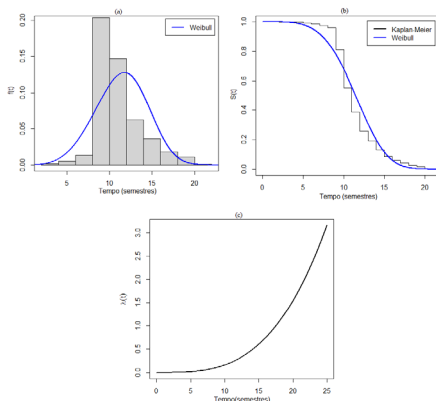 (a)
Weibull
f(t)
0.20
0.15
0.10
0.05
0.00
5 10 15 20
Tempo (semestres)
(b)
Kaplan-Meier
Weibull
S(t)
1.0
0.8
0.6
0.4
0.2
0.0
0 5 10 15 20
Tempo (semestres)
(c)
λ(t)
3.0
2.5
2.0
1.5
1.0
0.5
0.0
0 5 10 15 20 25
Tempo(semestres)